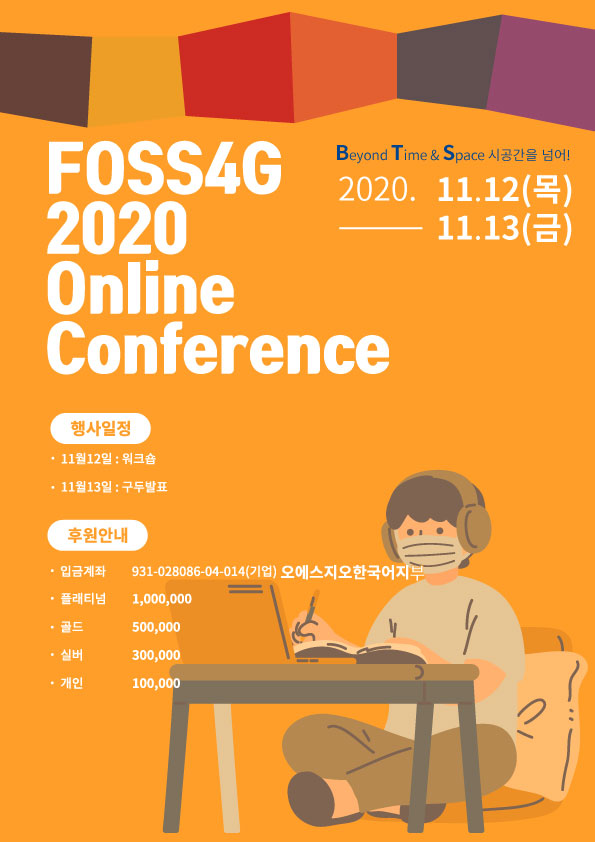 FOSS4G
2020
Online
Conference
Beyond Time & Space 시공간을 넘어!
2020. 11.12(목)
11.13(금)
행사일정
· 11월12일 : 워크숍
· 11월13일 : 구두발표
후원안내
· 입금계좌 931-028086-04-014(기업) 오에스지오한국어지부
· 플래티넘 1,000,000
· 골드 500,000
· 실버 300,000
· 개인 100,000